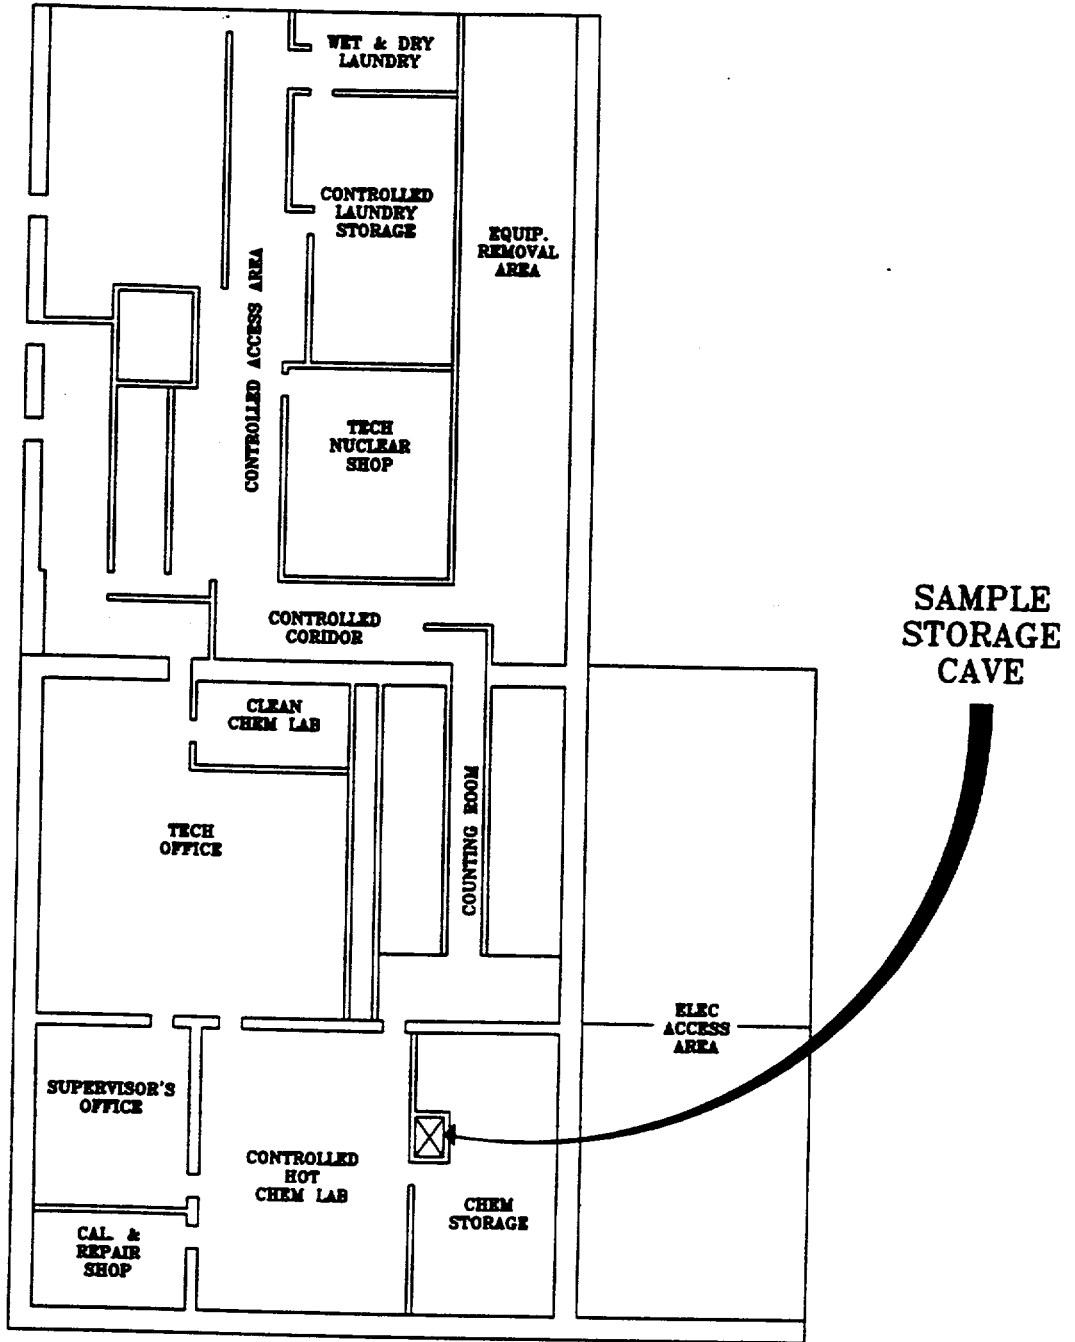 WET & DRY
LAUNDRY
CONTROLLED
LAUNDRY
STORAGE
EQUIP.
REMOVAL
AREA
CONTROLLED ACCESS AREA
TECH
NUCLEAR
SHOP
CONTROLLED
CORIDOR
SAMPLE
STORAGE
CAVE
CLEAN
CHEM LAB
COUNTING ROOM
TECH
OFFICE
ELEC
ACCESS
AREA
SUPERVISOR'S
OFFICE
CONTROLLED
HOT
CHEM LAB
CHEM
STORAGE
CAL. &
REPAIR
SHOP